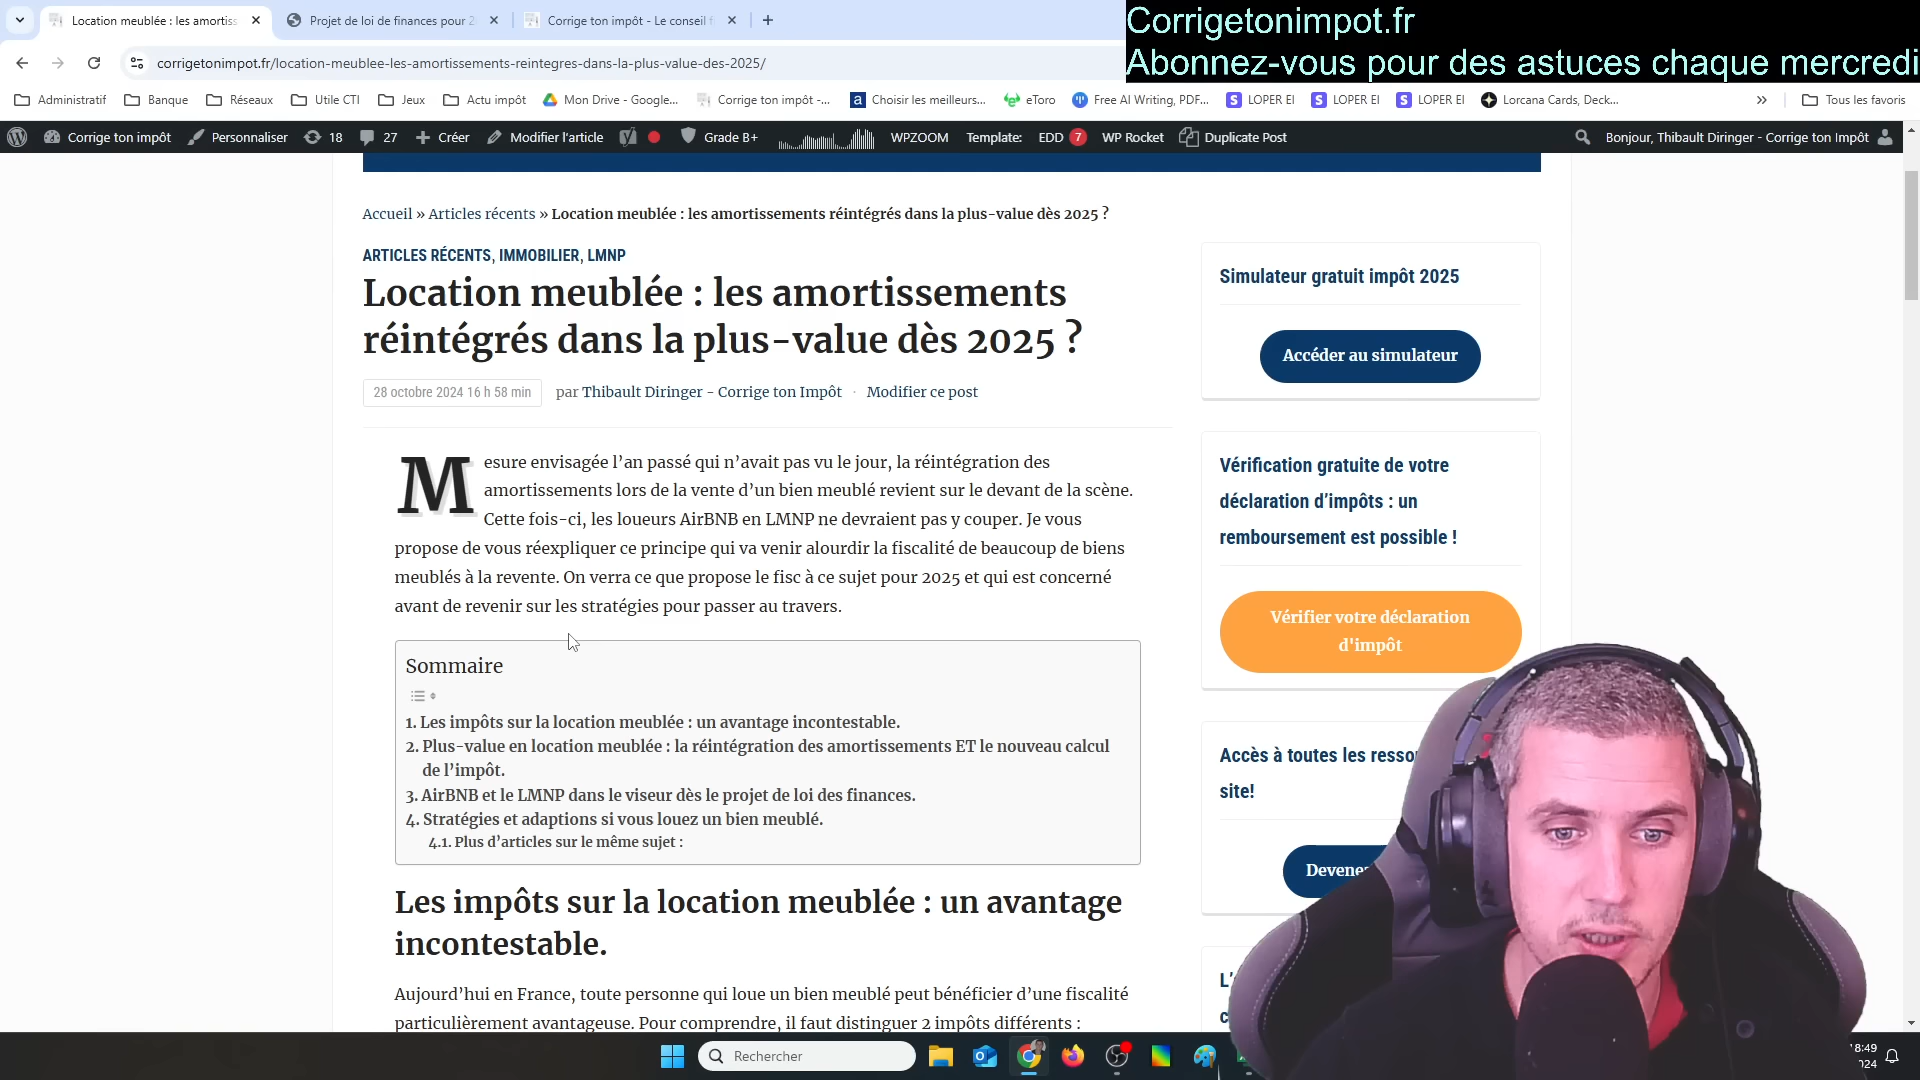 Location meublée : les amortiss
Projet de loi de finances pour 2
Corrige ton impôt - Le conseil f
Corrigetonimpot.fr
Abonnez-vous pour des astuces chaque mercredi
corrigetonimpot.fr/location-meublee-les-amortissements-reintegres-dans-la-plus-value-des-2025/
Administratif
Banque
Réseaux
Utile CTI
Jeux
Actu impôt
Mon Drive - Google...
Corrige ton impôt -...
Choisir les meilleurs...
eToro
Free AI Writing, PDF...
LOPER EI
LOPER EI
LOPER EI
Lorcana Cards, Deck...
Tous les favoris
Corrige ton impôt
Personnaliser
18
27
Créer
Modifier l'article
Grade B+
WPZOOM
Template:
EDD 7
WP Rocket
Duplicate Post
Bonjour, Thibault Diringer - Corrige ton Impôt
Accueil » Articles récents » Location meublée : les amortissements réintégrés dans la plus-value dès 2025 ?
ARTICLES RÉCENTS, IMMOBILIER, LMNP
Location meublée : les amortissements
réintégrés dans la plus-value dès 2025 ?
28 octobre 2024 16 h 58 min
par Thibault Diringer - Corrige ton Impôt · Modifier ce post
Mesure envisagée l'an passé qui n'avait pas vu le jour, la réintégration des
amortissements lors de la vente d'un bien meublé revient sur le devant de la scène.
Cette fois-ci, les loueurs AirBNB en LMNP ne devraient pas y couper. Je vous
propose de vous réexpliquer ce principe qui va venir alourdir la fiscalité de beaucoup de biens
meublés à la revente. On verra ce que propose le fisc à ce sujet pour 2025 et qui est concerné
avant de revenir sur les stratégies pour passer au travers.
Sommaire
1. Les impôts sur la location meublée : un avantage incontestable.
2. Plus-value en location meublée : la réintégration des amortissements ET le nouveau calcul
de l'impôt.
3. AirBNB et le LMNP dans le viseur dès le projet de loi des finances.
4. Stratégies et adaptions si vous louez un bien meublé.
4.1. Plus d'articles sur le même sujet :
Les impôts sur la location meublée : un avantage
incontestable.
Aujourd'hui en France, toute personne qui loue un bien meublé peut bénéficier d'une fiscalité
particulièrement avantageuse. Pour comprendre, il faut distinguer 2 impôts différents :
Simulateur gratuit impôt 2025
Accéder au simulateur
Vérification gratuite de votre
déclaration d'impôts : un
remboursement est possible !
Vérifier votre déclaration
d'impôt
Accès à toutes les resso
site!
Devene
L'
Rechercher
8:49
024